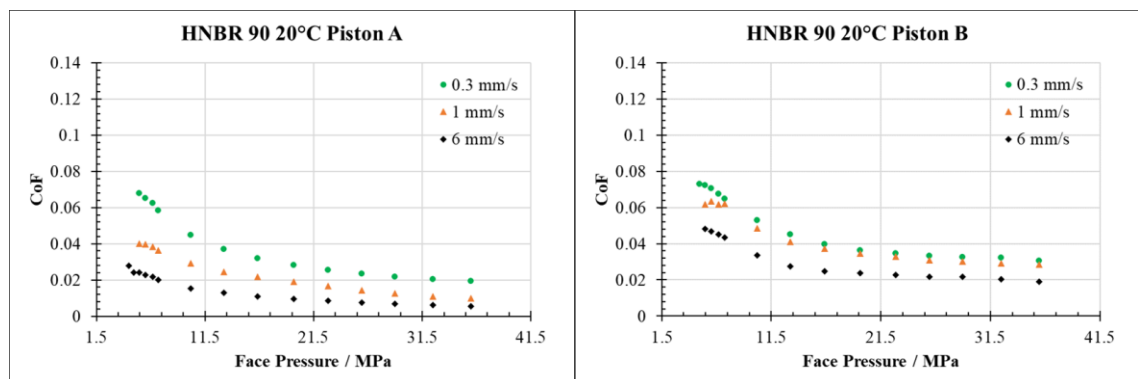 HNBR 90 20°C Piston A
0.14
0.12
0.1
0.08
0.06
0.04
0.02
0
CoF
0.3 mm/s
1 mm/s
6 mm/s
1.5 11.5 21.5 31.5 41.5
Face Pressure / MPa
HNBR 90 20°C Piston B
0.14
0.12
0.1
0.08
0.06
0.04
0.02
0
CoF
0.3 mm/s
1 mm/s
6 mm/s
1.5 11.5 21.5 31.5 41.5
Face Pressure / MPa